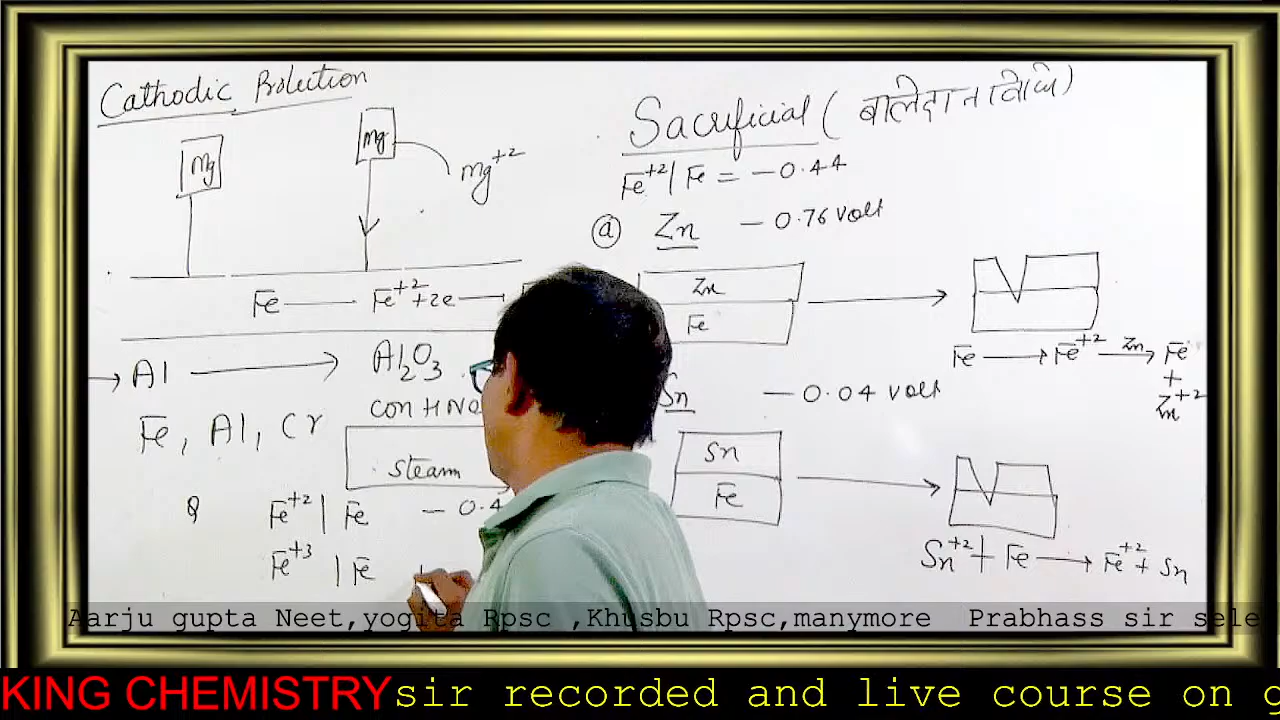 Cathodic Protection
Mg
Mg
Mg+2
Fe —— Fe+2 + 2e ⟶
⟶ Al ⟶ Al2O3
con HNO
Fe, Al, Cr
steam
Q Fe+2 | Fe − 0.4
Fe+3 | Fe
Sacrificial (बलिदान विधि)
Fe+2 | Fe = − 0.44
(a) Zn − 0.76 volt
Zn
Fe
Fe ⟶ Fe+2 Zn⟶ Fe
+
Zn+2
Sn − 0.04 volt
Sn
Fe
Sn+2 + Fe ⟶ Fe+2 + Sn
Aarju gupta Neet,yogita Rpsc ,Khusbu Rpsc,manymore Prabhass sir sele
KING CHEMISTRY sir recorded and live course on g